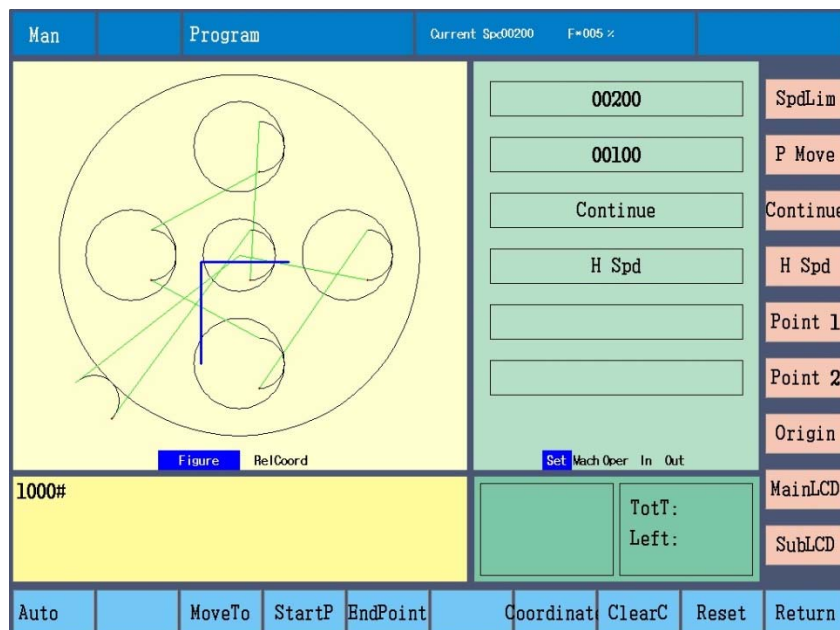 Man Program Current Spd00200 F*005 %
00200 SpdLim
00100 P Move
Continue Continue
H Spd H Spd
Point 1
Point 2
Origin
Figure RelCoord Set Mach Oper In Out
1000# MainLCD
TotT:
Left: SubLCD
Auto MoveTo StartP EndPoint Coordinat ClearC Reset Return